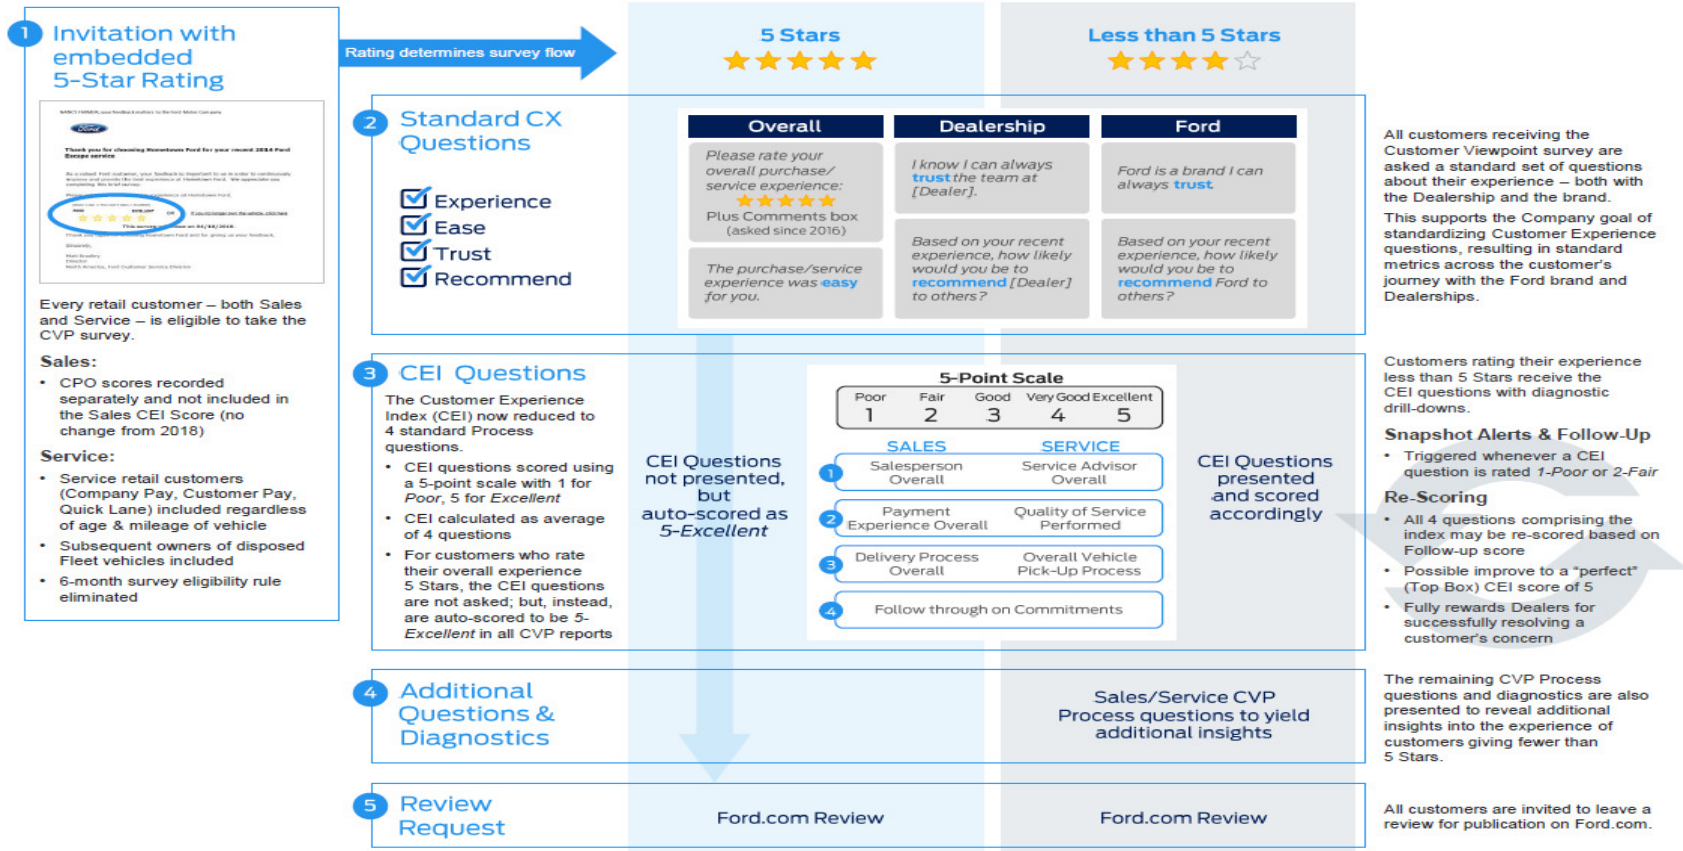 1
Invitation with
embedded
5-Star Rating
Ford
Thank you for choosing Hometown Ford for your recent 2014 Ford
Escape service
Every retail customer – both Sales
and Service – is eligible to take the
CVP survey.
Sales:
• CPO scores recorded
separately and not included in
the Sales CEI Score (no
change from 2018)
Service:
• Service retail customers
(Company Pay, Customer Pay,
Quick Lane) included regardless
of age & mileage of vehicle
• Subsequent owners of disposed
Fleet vehicles included
• 6-month survey eligibility rule
eliminated
Rating determines survey flow
5 Stars
Less than 5 Stars
2
Standard CX
Questions
Experience
Ease
Trust
Recommend
Overall
Please rate your
overall purchase/
service experience:
Plus Comments box
(asked since 2016)
The purchase/service
experience was easy
for you.
Dealership
I know I can always
trust the team at
[Dealer].
Based on your recent
experience, how likely
would you be to
recommend [Dealer]
to others?
Ford
Ford is a brand I can
always trust.
Based on your recent
experience, how likely
would you be to
recommend Ford to
others?
All customers receiving the
Customer Viewpoint survey are
asked a standard set of questions
about their experience – both with
the Dealership and the brand.
This supports the Company goal of
standardizing Customer Experience
questions, resulting in standard
metrics across the customer's
journey with the Ford brand and
Dealerships.
3
CEI Questions
The Customer Experience
Index (CEI) now reduced to
4 standard Process
questions.
• CEI questions scored using
a 5-point scale with 1 for
Poor, 5 for Excellent
• CEI calculated as average
of 4 questions
• For customers who rate
their overall experience
5 Stars, the CEI questions
are not asked; but, instead,
are auto-scored to be 5-
Excellent in all CVP reports
CEI Questions
not presented,
but
auto-scored as
5-Excellent
5-Point Scale
Poor Fair Good Very Good Excellent
1 2 3 4 5
SALES SERVICE
1
Salesperson
Overall
Service Advisor
Overall
2
Payment
Experience Overall
Quality of Service
Performed
3
Delivery Process
Overall
Overall Vehicle
Pick-Up Process
4
Follow through on Commitments
CEI Questions
presented
and scored
accordingly
Customers rating their experience
less than 5 Stars receive the
CEI questions with diagnostic
drill-downs.
Snapshot Alerts & Follow-Up
• Triggered whenever a CEI
question is rated 1-Poor or 2-Fair
Re-Scoring
• All 4 questions comprising the
index may be re-scored based on
Follow-up score
• Possible improve to a "perfect"
(Top Box) CEI score of 5
• Fully rewards Dealers for
successfully resolving a
customer's concern
4
Additional
Questions &
Diagnostics
Sales/Service CVP
Process questions to yield
additional insights
The remaining CVP Process
questions and diagnostics are also
presented to reveal additional
insights into the experience of
customers giving fewer than
5 Stars.
5
Review
Request
Ford.com Review
Ford.com Review
All customers are invited to leave a
review for publication on Ford.com.